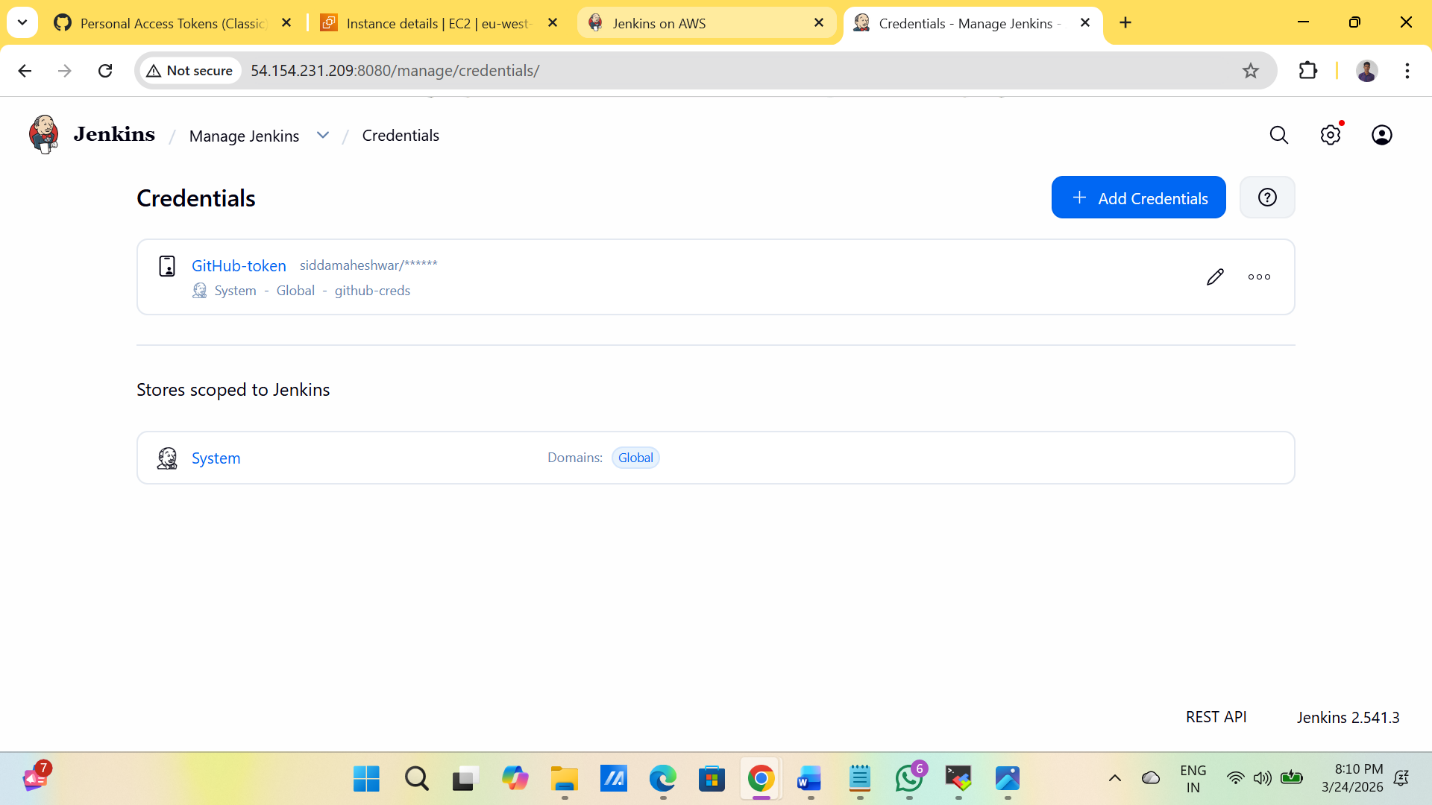 Personal Access Tokens (Classic)
Instance details | EC2 | eu-west-
Jenkins on AWS
Credentials - Manage Jenkins -
Not secure
54.154.231.209:8080/manage/credentials/
Jenkins / Manage Jenkins / Credentials
Credentials
+ Add Credentials
GitHub-token siddamaheshwar/******
System - Global - github-creds
Stores scoped to Jenkins
System Domains: Global
REST API Jenkins 2.541.3
7
6
ENG
IN
8:10 PM
3/24/2026